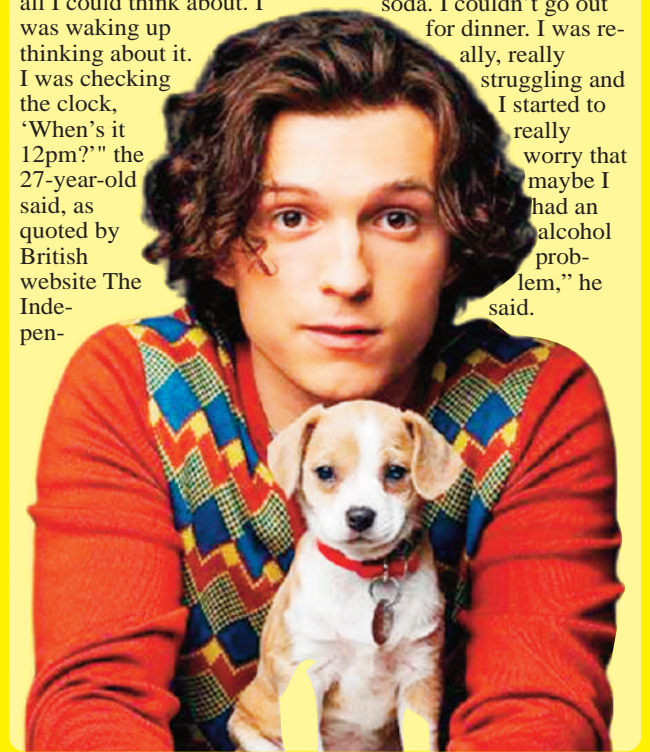 all I could think about. I
was waking up
thinking about it.
I was checking
the clock,
‘When's it
12pm?'" the
27-year-old
said, as
quoted by
British
website The
Inde-
pen-
soda. I couldn't go out
for dinner. I was re-
ally, really
struggling and
I started to
really
worry that
maybe I
had an
alcohol
prob-
lem,” he
said.